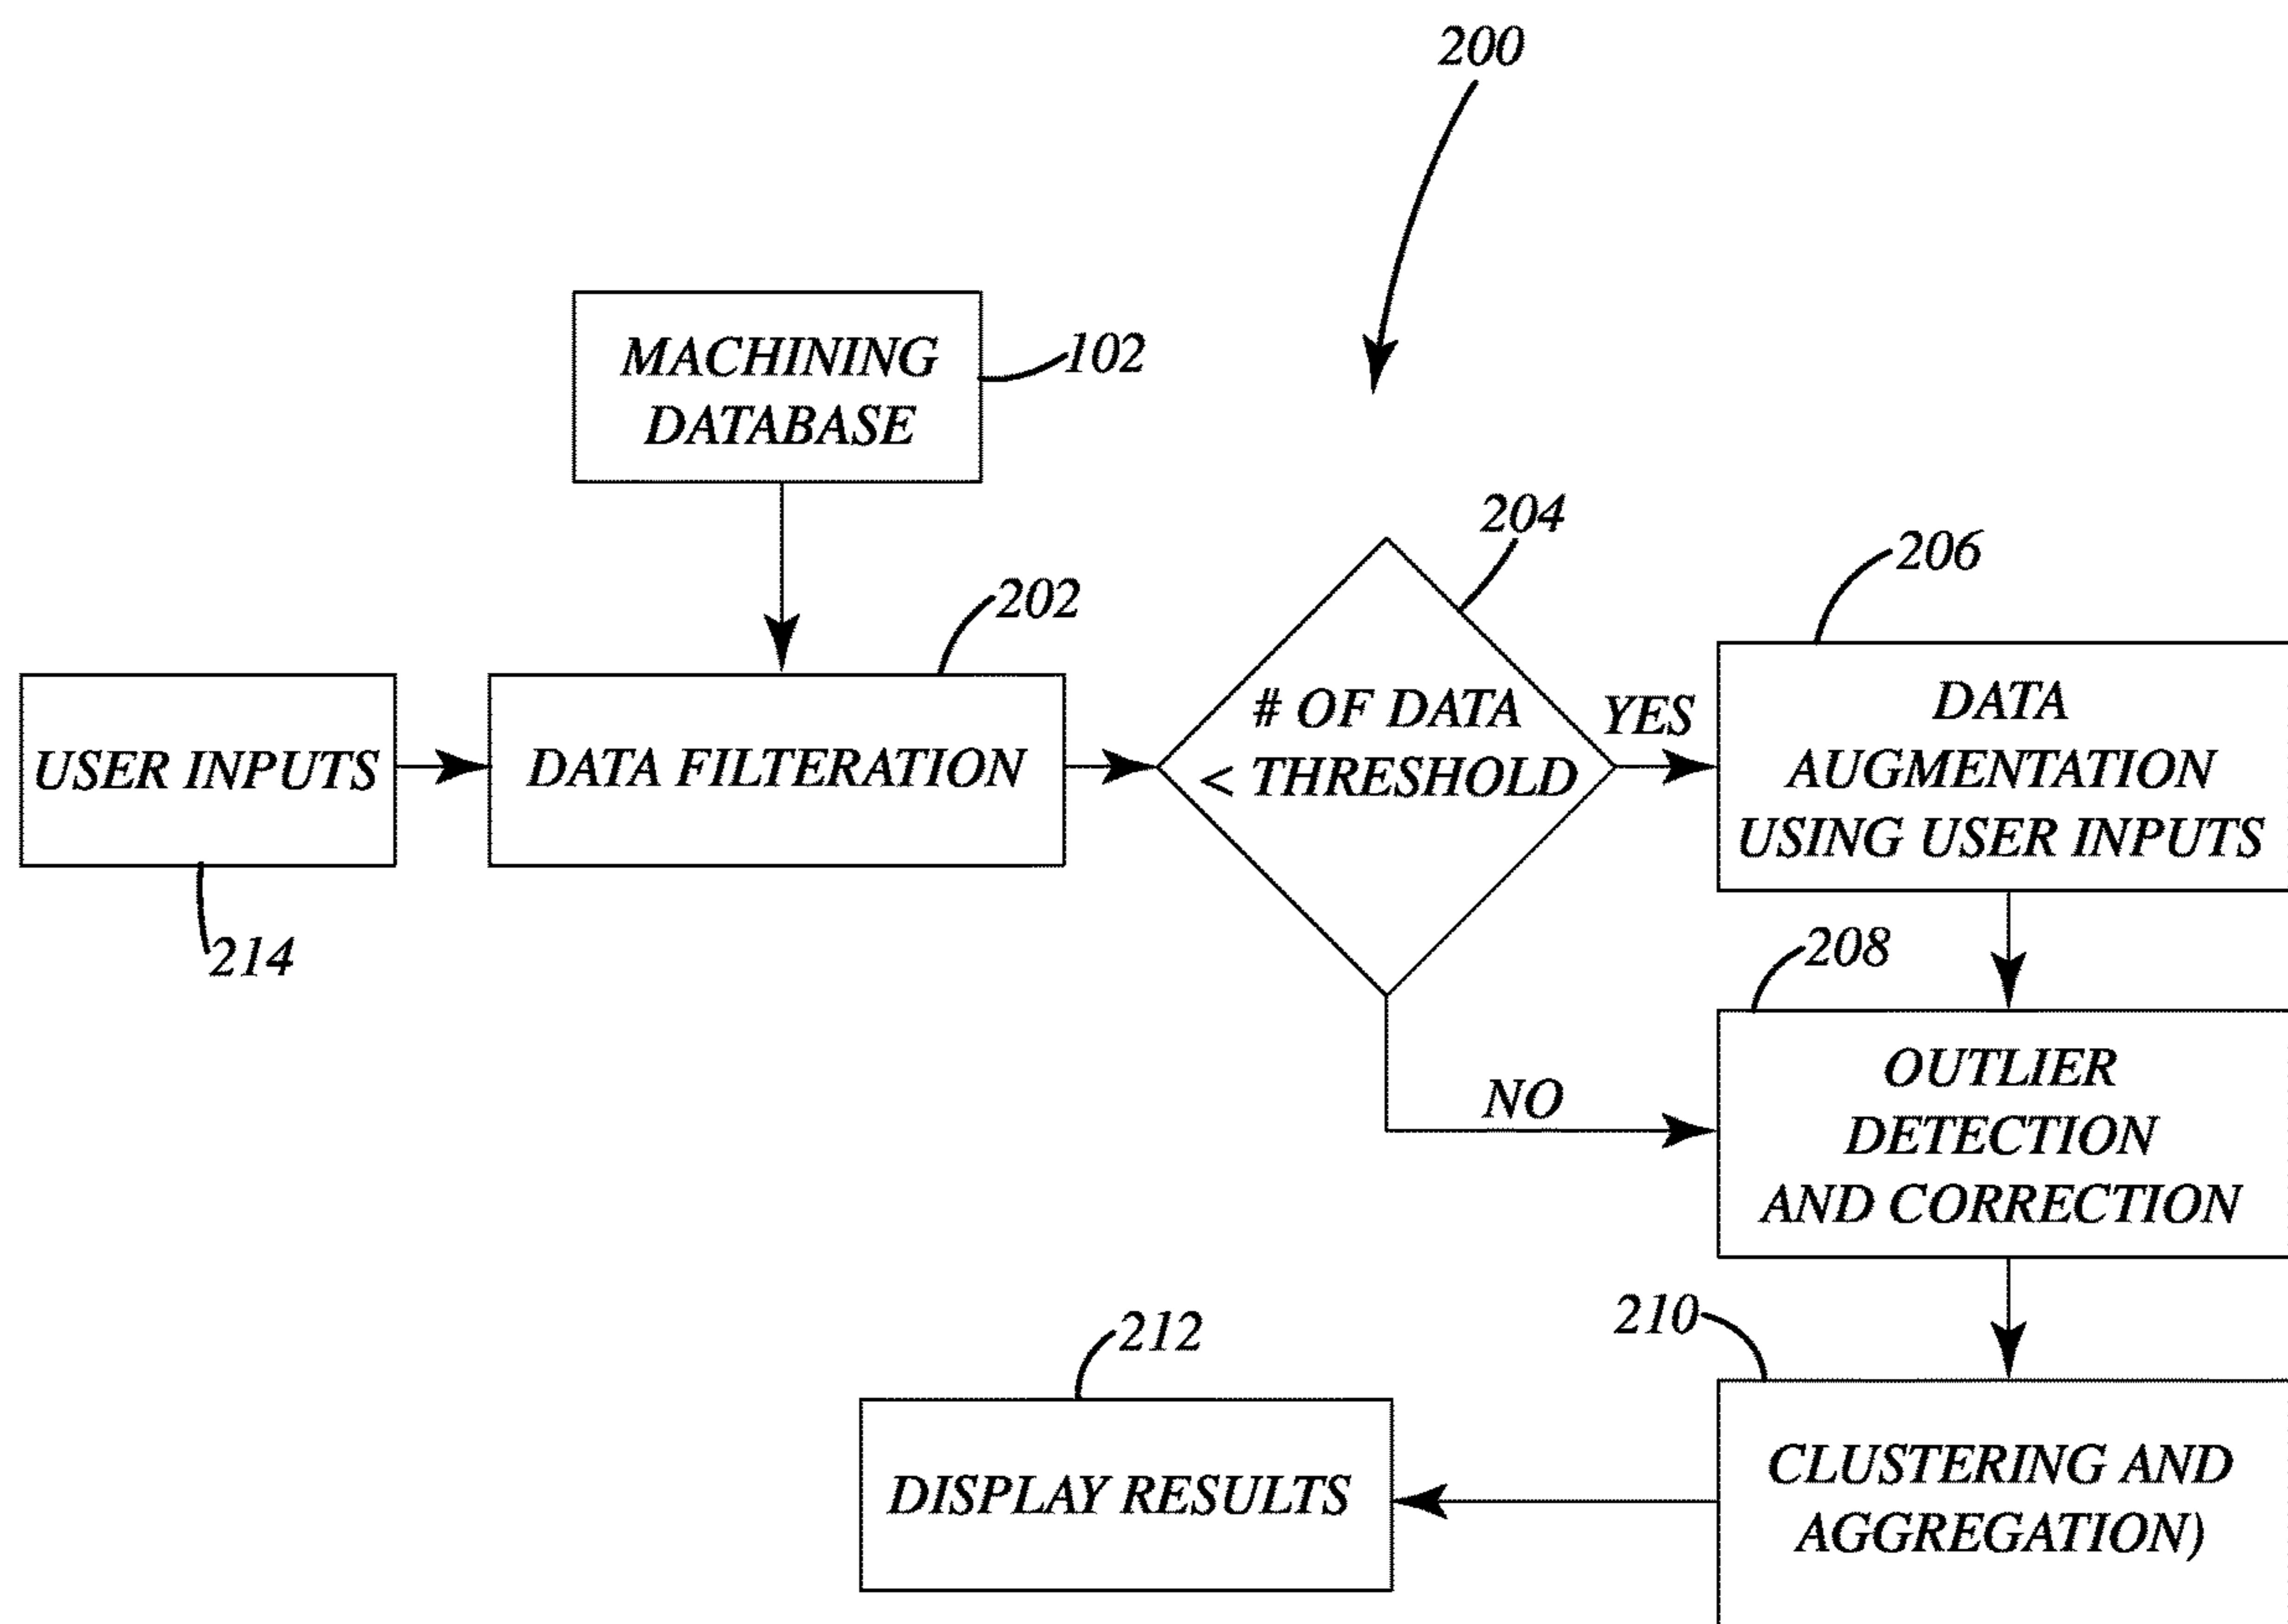 200
MACHINING
DATABASE
102
204
206
202
USER INPUTS
DATA FILTERATION
# OF DATA
< THRESHOLD
YES
DATA
AUGMENTATION
USING USER INPUTS
214
208
NO
OUTLIER
DETECTION
AND CORRECTION
212
210
DISPLAY RESULTS
CLUSTERING AND
AGGREGATION)